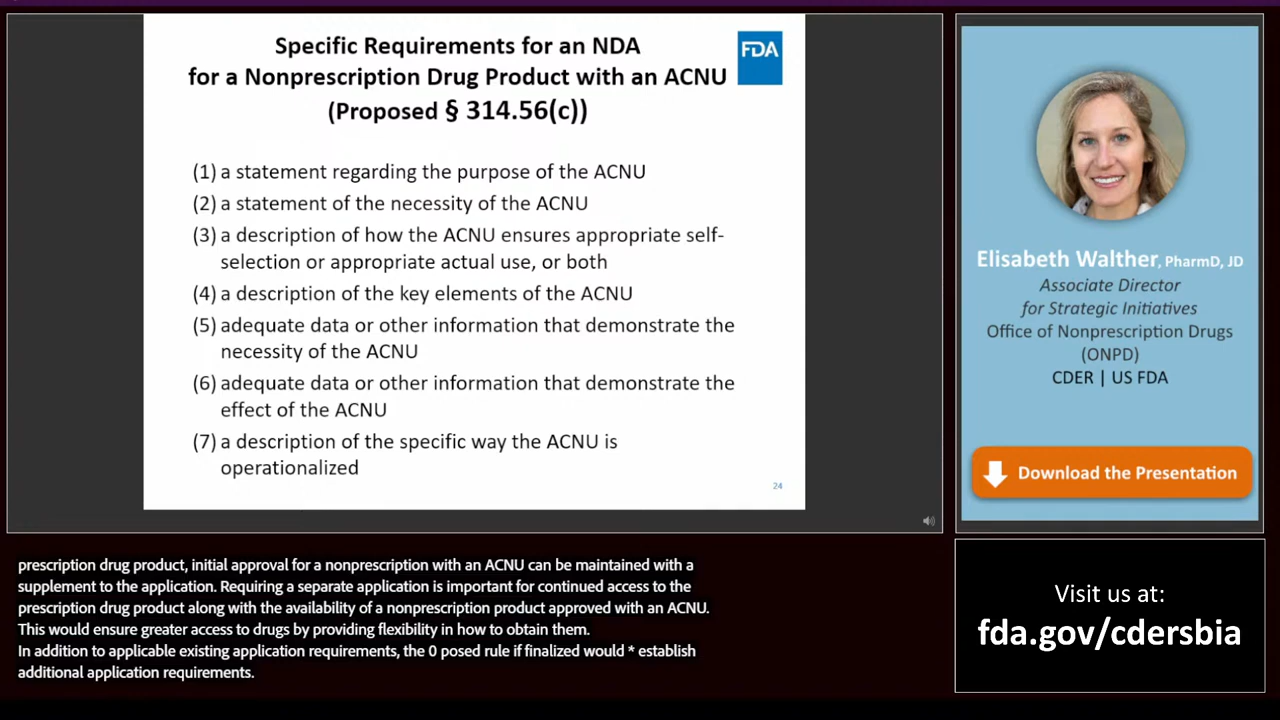 Specific Requirements for an NDA
for a Nonprescription Drug Product with an ACNU
(Proposed § 314.56(c))
FDA
(1) a statement regarding the purpose of the ACNU
(2) a statement of the necessity of the ACNU
(3) a description of how the ACNU ensures appropriate self-
selection or appropriate actual use, or both
(4) a description of the key elements of the ACNU
(5) adequate data or other information that demonstrate the
necessity of the ACNU
(6) adequate data or other information that demonstrate the
effect of the ACNU
(7) a description of the specific way the ACNU is
operationalized
24
Elisabeth Walther, PharmD, JD
Associate Director
for Strategic Initiatives
Office of Nonprescription Drugs
(ONPD)
CDER | US FDA
Download the Presentation
prescription drug product, initial approval for a nonprescription with an ACNU can be maintained with a
supplement to the application. Requiring a separate application is important for continued access to the
prescription drug product along with the availability of a nonprescription product approved with an ACNU.
This would ensure greater access to drugs by providing flexibility in how to obtain them.
In addition to applicable existing application requirements, the 0 posed rule if finalized would * establish
additional application requirements.
Visit us at:
fda.gov/cdersbia